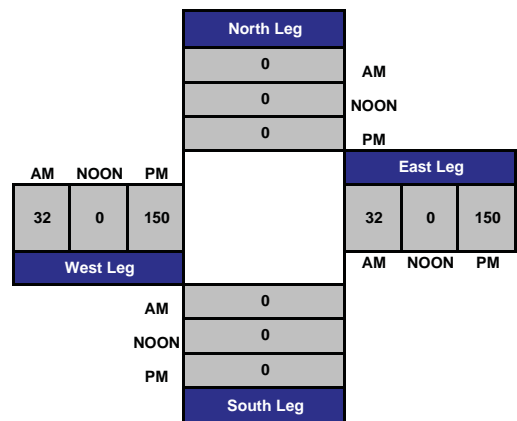 North Leg
0
AM
0
NOON
0
PM
AM NOON PM
East Leg
32 0 150
32 0 150
West Leg
AM NOON PM
0
AM
0
NOON
0
PM
South Leg